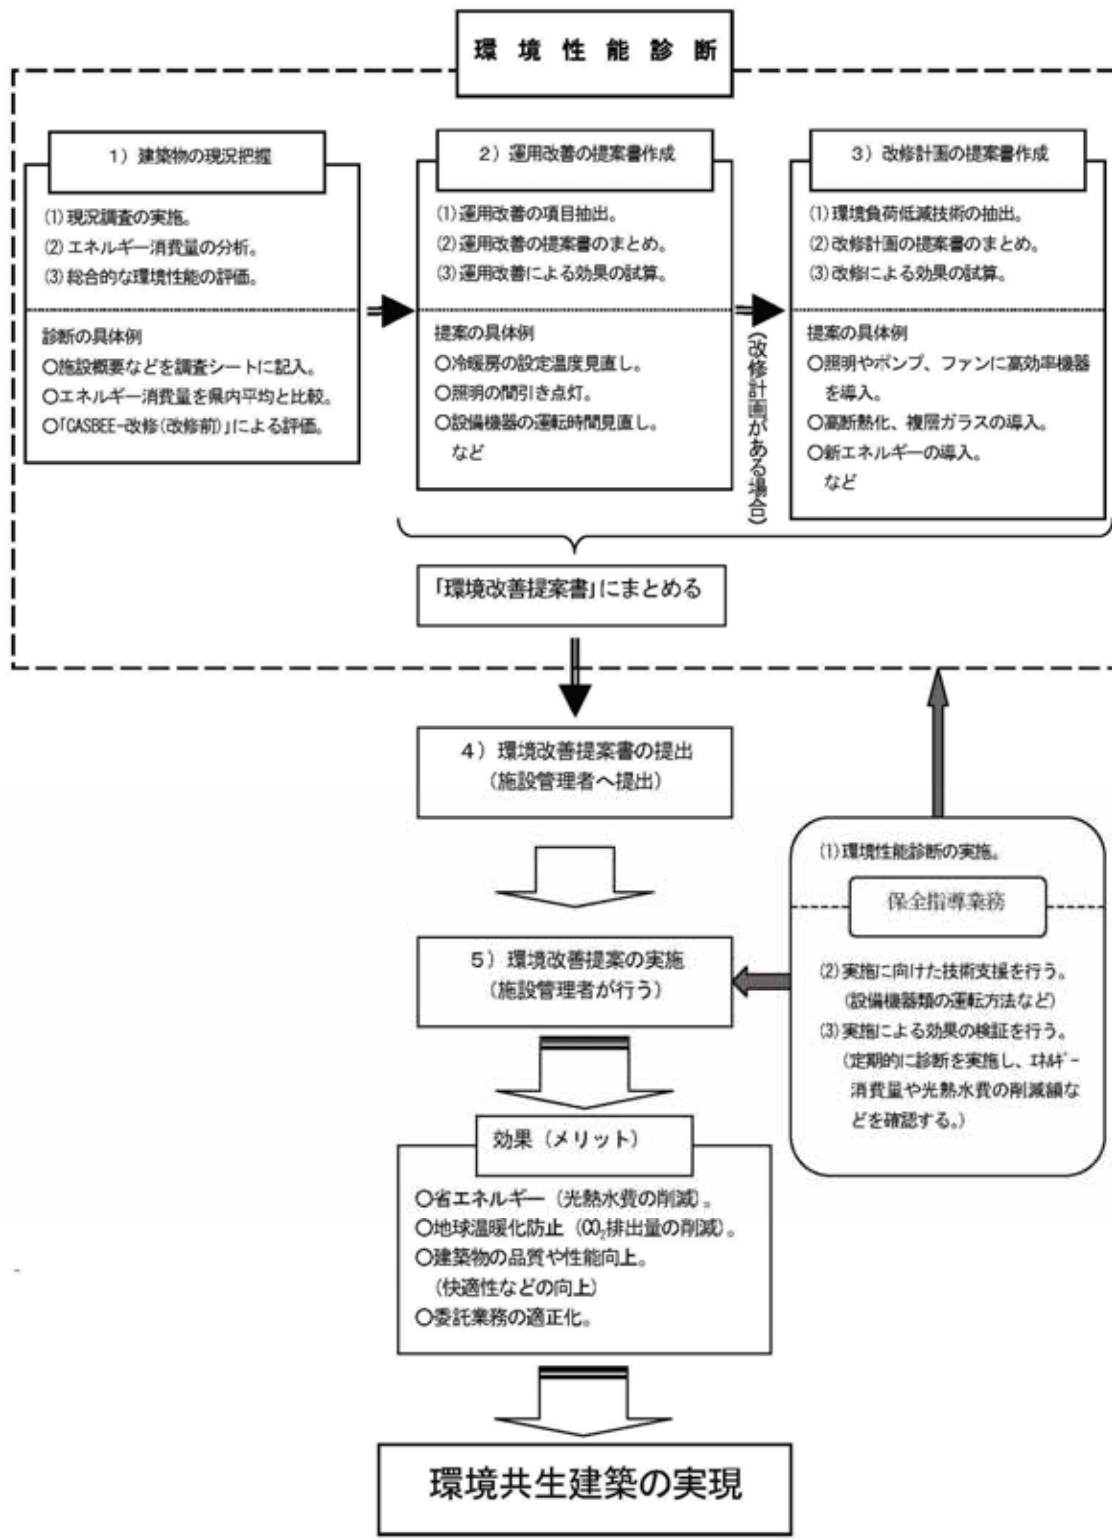 環境性能診断
1）建築物の現況把握
(1)現況調査の実施。
(2)エネルギー消費量の分析。
(3)総合的な環境性能の評価。
診断の具体例
○施設概要などを調査シートに記入。
○エネルギー消費量を県内平均と比較。
○「CASBEE-改修(改修前)」による評価。
2）運用改善の提案書作成
(1)運用改善の項目抽出。
(2)運用改善の提案書のまとめ。
(3)運用改善による効果の試算。
提案の具体例
○冷暖房の設定温度見直し。
○照明の間引き点灯。
○設備機器の運転時間見直し。
など
(改修計画がある場合)
3）改修計画の提案書作成
(1)環境負荷低減技術の抽出。
(2)改修計画の提案書のまとめ。
(3)改修による効果の試算。
提案の具体例
○照明やポンプ、ファンに高効率機器
を導入。
○高断熱化、複層ガラスの導入。
○新エネルギーの導入。
など
「環境改善提案書」にまとめる
4）環境改善提案書の提出
(施設管理者へ提出)
5）環境改善提案の実施
(施設管理者が行う)
(1)環境性能診断の実施。
保全指導業務
(2)実施に向けた技術支援を行う。
(設備機器類の運転方法など)
(3)実施による効果の検証を行う。
(定期的に診断を実施し、ｴﾈﾙｷﾞｰ
消費量や光熱水費の削減額な
どを確認する。)
効果（メリット）
○省エネルギー（光熱水費の削減）。
○地球温暖化防止（CO₂排出量の削減）。
○建築物の品質や性能向上。
(快適性などの向上)
○委託業務の適正化。
環境共生建築の実現